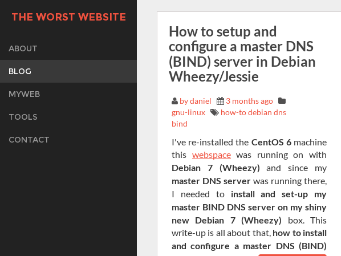 THE WORST WEBSITE
ABOUT
BLOG
MYWEB
TOOLS
CONTACT
How to setup and
configure a master DNS
(BIND) server in Debian
Wheezy/Jessie
by daniel 3 months ago
gnu-linux how-to debian dns
bind
I've re-installed the CentOS 6 machine
this webspace was running on with
Debian 7 (Wheezy) and since my
master DNS server was running there,
I needed to install and set-up my
master BIND DNS server on my shiny
new Debian 7 (Wheezy) box. This
write-up is all about that, how to install
and configure a master DNS (BIND)